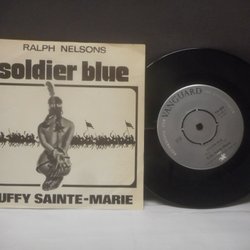 RALPH NELSONS
soldier blue
UFFY SAINTE-MARIE
VANGUARD